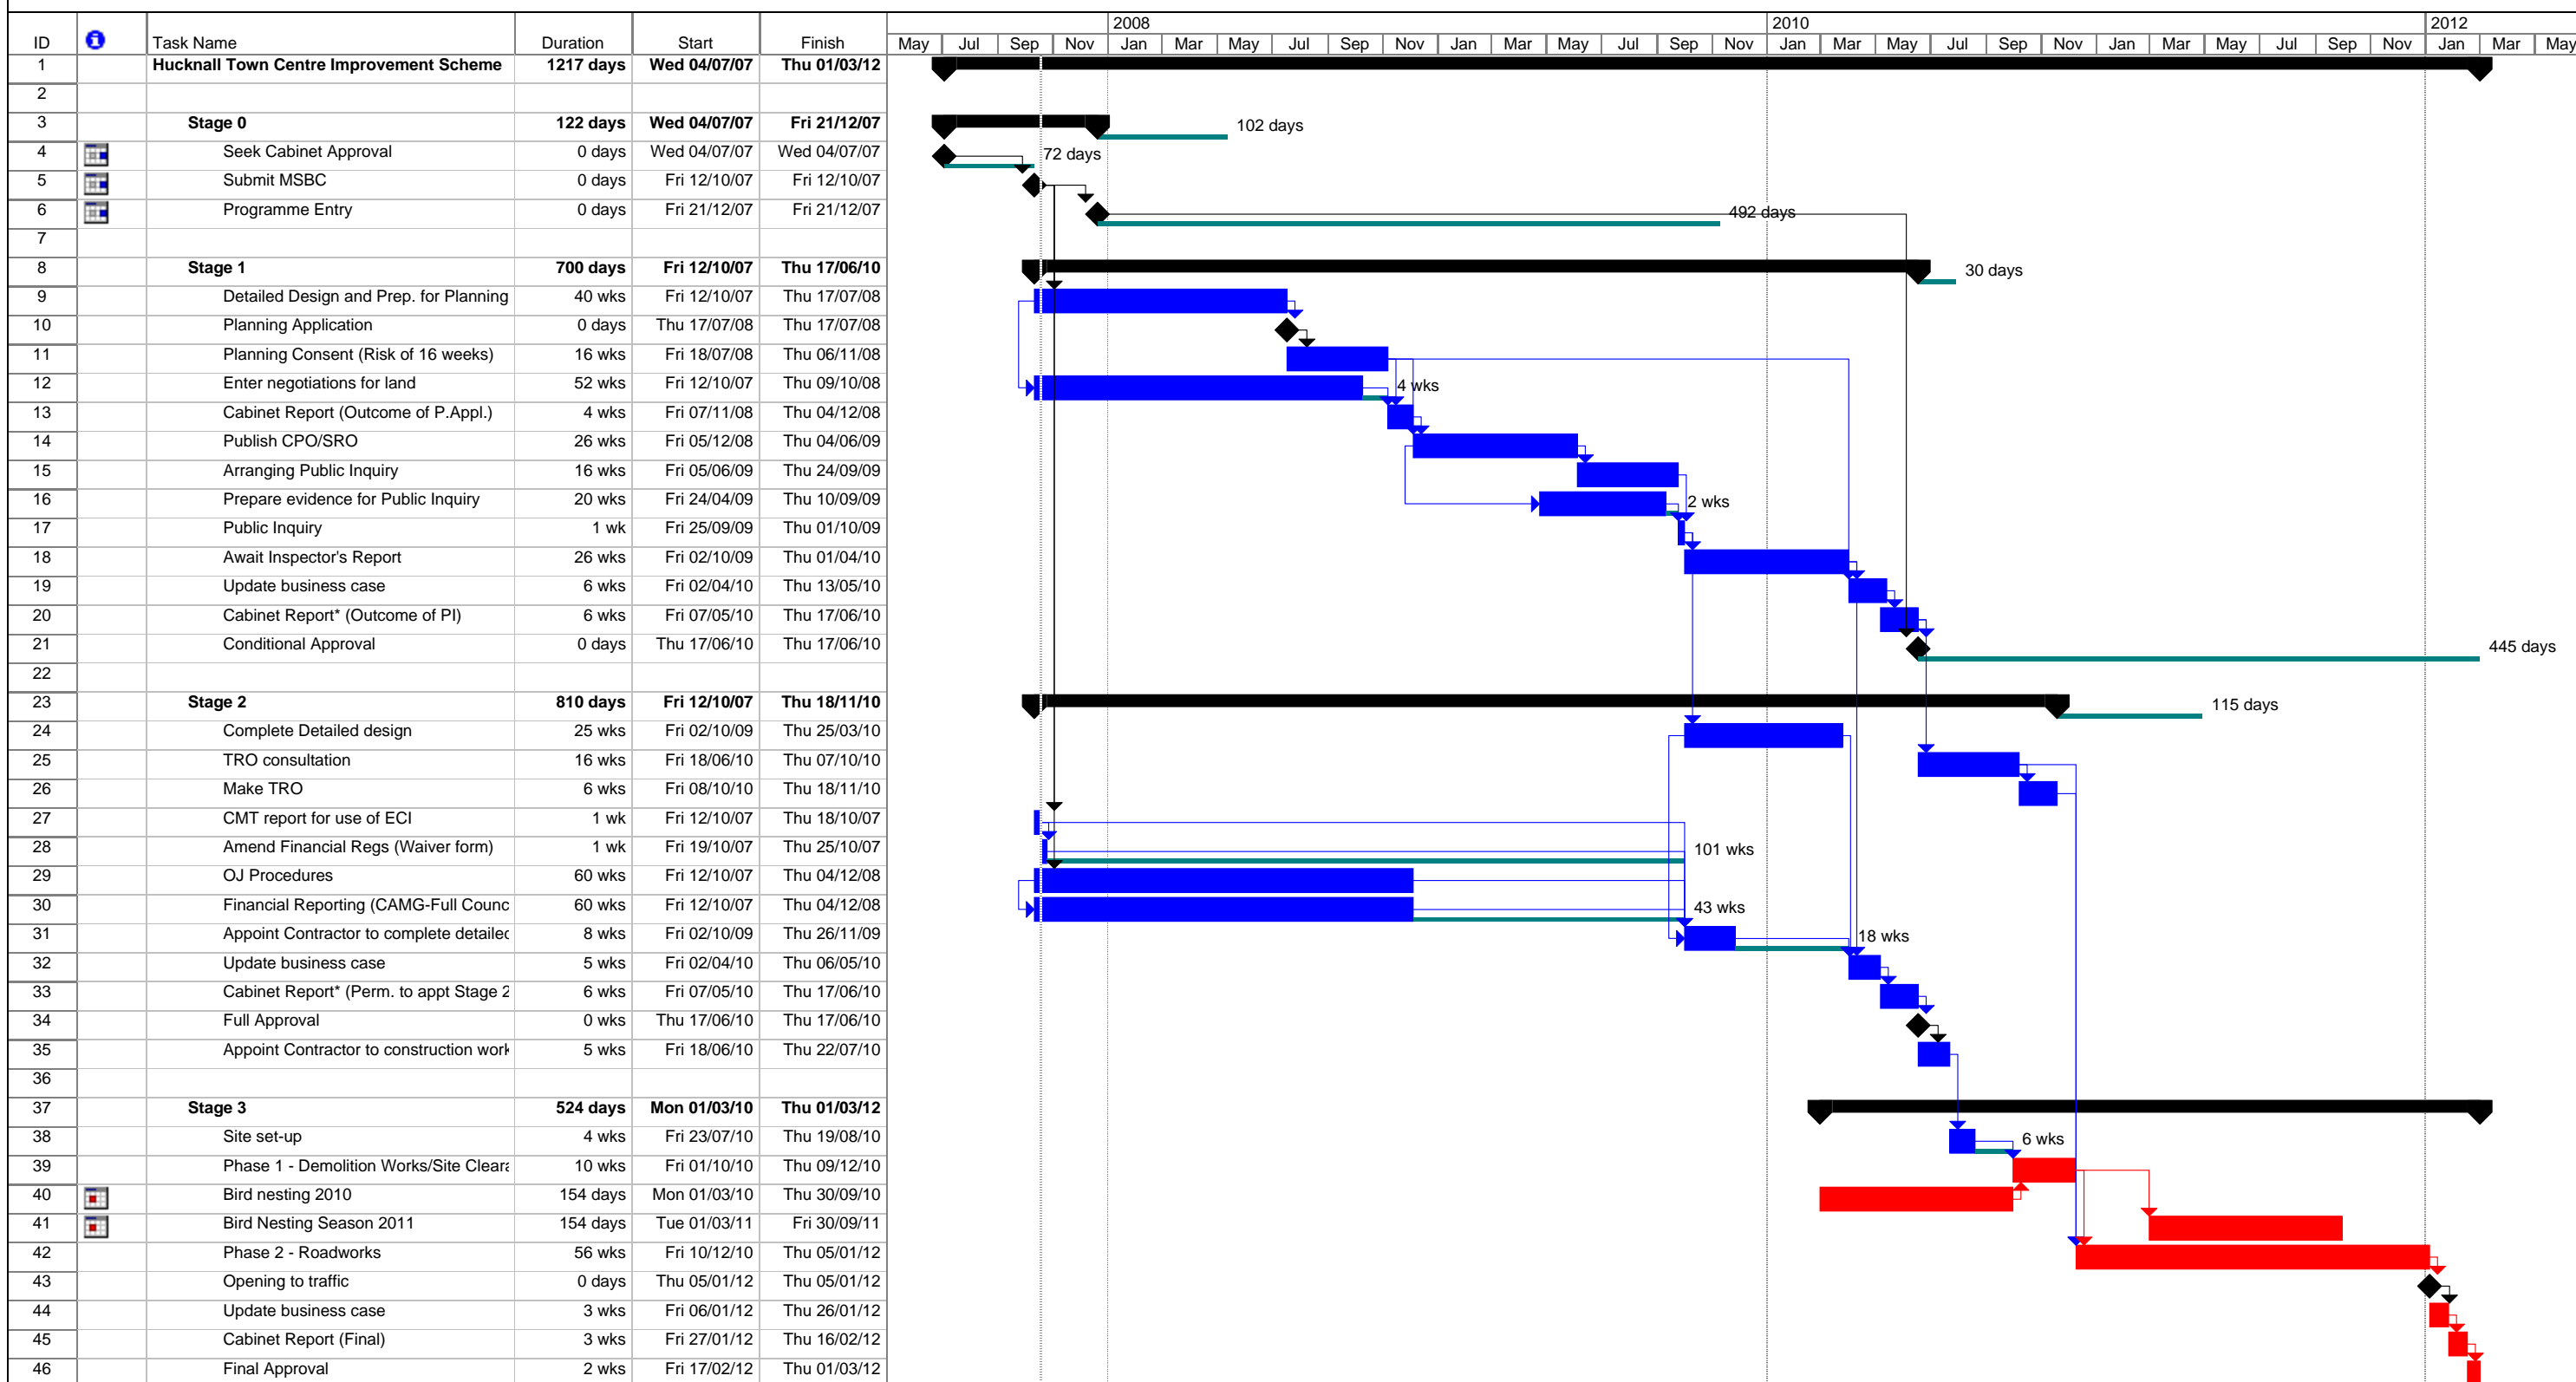 2008 2010 2012
ID Task Name Duration Start Finish May Jul Sep Nov Jan Mar May Jul Sep Nov Jan Mar May Jul Sep Nov Jan Mar May Jul Sep Nov Jan Mar May Jul Sep Nov Jan Mar May
1 Hucknall Town Centre Improvement Scheme 1217 days Wed 04/07/07 Thu 01/03/12
2
3 Stage 0 122 days Wed 04/07/07 Fri 21/12/07 102 days
4 Seek Cabinet Approval 0 days Wed 04/07/07 Wed 04/07/07 72 days
5 Submit MSBC 0 days Fri 12/10/07 Fri 12/10/07
6 Programme Entry 0 days Fri 21/12/07 Fri 21/12/07 492 days
7
8 Stage 1 700 days Fri 12/10/07 Thu 17/06/10 30 days
9 Detailed Design and Prep. for Planning 40 wks Fri 12/10/07 Thu 17/07/08
10 Planning Application 0 days Thu 17/07/08 Thu 17/07/08
11 Planning Consent (Risk of 16 weeks) 16 wks Fri 18/07/08 Thu 06/11/08
12 Enter negotiations for land 52 wks Fri 12/10/07 Thu 09/10/08 4 wks
13 Cabinet Report (Outcome of P.Appl.) 4 wks Fri 07/11/08 Thu 04/12/08
14 Publish CPO/SRO 26 wks Fri 05/12/08 Thu 04/06/09
15 Arranging Public Inquiry 16 wks Fri 05/06/09 Thu 24/09/09
16 Prepare evidence for Public Inquiry 20 wks Fri 24/04/09 Thu 10/09/09 2 wks
17 Public Inquiry 1 wk Fri 25/09/09 Thu 01/10/09
18 Await Inspector's Report 26 wks Fri 02/10/09 Thu 01/04/10
19 Update business case 6 wks Fri 02/04/10 Thu 13/05/10
20 Cabinet Report* (Outcome of PI) 6 wks Fri 07/05/10 Thu 17/06/10
21 Conditional Approval 0 days Thu 17/06/10 Thu 17/06/10 445 days
22
23 Stage 2 810 days Fri 12/10/07 Thu 18/11/10 115 days
24 Complete Detailed design 25 wks Fri 02/10/09 Thu 25/03/10
25 TRO consultation 16 wks Fri 18/06/10 Thu 07/10/10
26 Make TRO 6 wks Fri 08/10/10 Thu 18/11/10
27 CMT report for use of ECI 1 wk Fri 12/10/07 Thu 18/10/07
28 Amend Financial Regs (Waiver form) 1 wk Fri 19/10/07 Thu 25/10/07 101 wks
29 OJ Procedures 60 wks Fri 12/10/07 Thu 04/12/08
30 Financial Reporting (CAMG-Full Counc 60 wks Fri 12/10/07 Thu 04/12/08 43 wks
31 Appoint Contractor to complete detailed 8 wks Fri 02/10/09 Thu 26/11/09 18 wks
32 Update business case 5 wks Fri 02/04/10 Thu 06/05/10
33 Cabinet Report* (Perm. to appt Stage 2 6 wks Fri 07/05/10 Thu 17/06/10
34 Full Approval 0 wks Thu 17/06/10 Thu 17/06/10
35 Appoint Contractor to construction work 5 wks Fri 18/06/10 Thu 22/07/10
36
37 Stage 3 524 days Mon 01/03/10 Thu 01/03/12
38 Site set-up 4 wks Fri 23/07/10 Thu 19/08/10 6 wks
39 Phase 1 - Demolition Works/Site Cleara 10 wks Fri 01/10/10 Thu 09/12/10
40 Bird nesting 2010 154 days Mon 01/03/10 Thu 30/09/10
41 Bird Nesting Season 2011 154 days Tue 01/03/11 Fri 30/09/11
42 Phase 2 - Roadworks 56 wks Fri 10/12/10 Thu 05/01/12
43 Opening to traffic 0 days Thu 05/01/12 Thu 05/01/12
44 Update business case 3 wks Fri 06/01/12 Thu 26/01/12
45 Cabinet Report (Final) 3 wks Fri 27/01/12 Thu 16/02/12
46 Final Approval 2 wks Fri 17/02/12 Thu 01/03/12